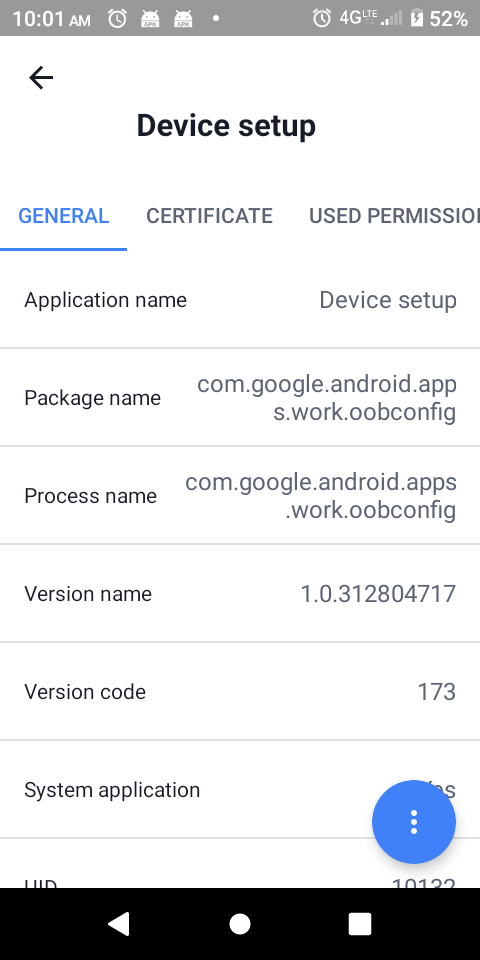 10:01 AM 4G LTE 52%
Device setup
GENERAL CERTIFICATE USED PERMISSIO
Application name Device setup
Package name com.google.android.app
s.work.oobconfig
Process name com.google.android.apps
.work.oobconfig
Version name 1.0.312804717
Version code 173
System application
UID 10132